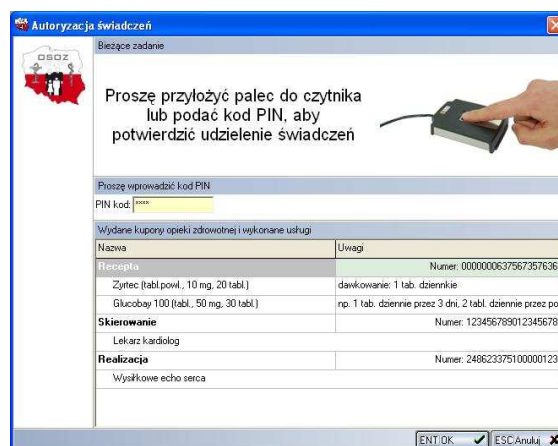 Autoryzacja świadczeń
OSOZ
Bieżące zadanie
Proszę przyłożyć palec do czytnika
lub podać kod PIN, aby
potwierdzić udzielenie świadczeń
Proszę wprowadzić kod PIN
PIN kod: ****
Wydane kupony opieki zdrowotnej i wykonane usługi
Nazwa Uwagi
Recepta Numer: 0000000637567357636
Zyrtec (tabl.powl., 10 mg, 20 tabl.) dawkowanie: 1 tab. dziennkie
Glucobay 100 (tabl., 50 mg, 30 tabl.) np. 1 tab. dziennie przez 3 dni, 2 tabl. dziennie przez po
Skierowanie Numer: 123456789012345678
Lekarz kardiolog
Realizacja Numer: 248623375100000123
Wysiłkowe echo serca
ENT:OK ESC:Anuluj